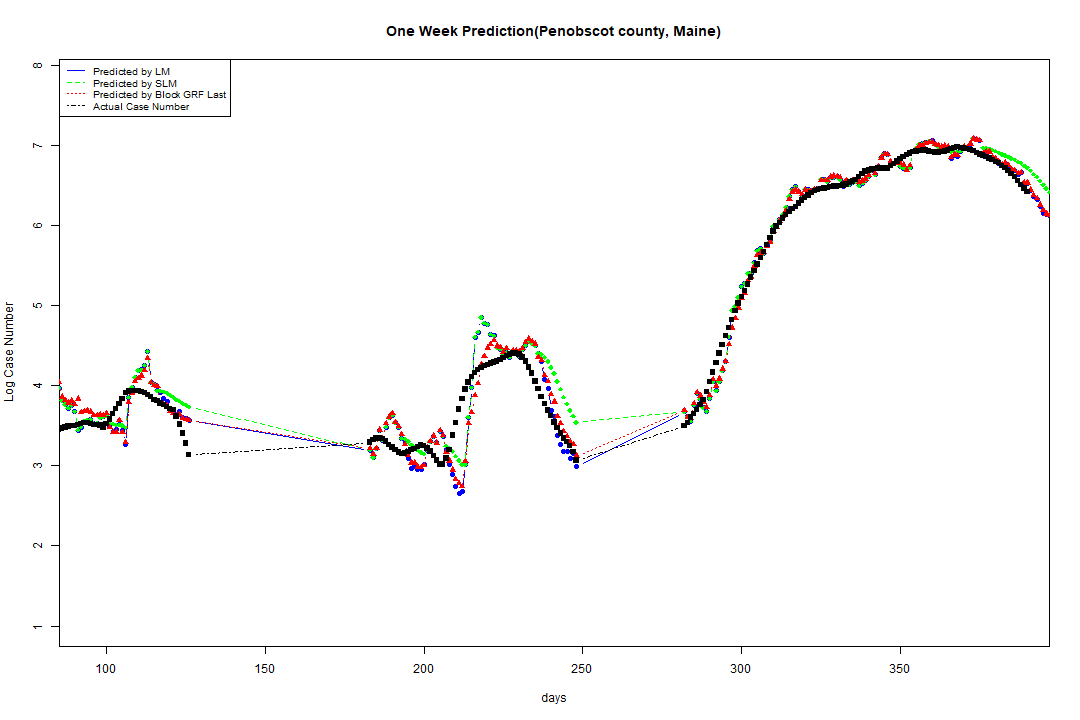 One Week Prediction(Penobscot county, Maine)
Predicted by LM
Predicted by SLM
Predicted by Block GRF Last
Actual Case Number
8
7
6
5
4
3
2
1
Log Case Number
100 150 200 250 300 350
days